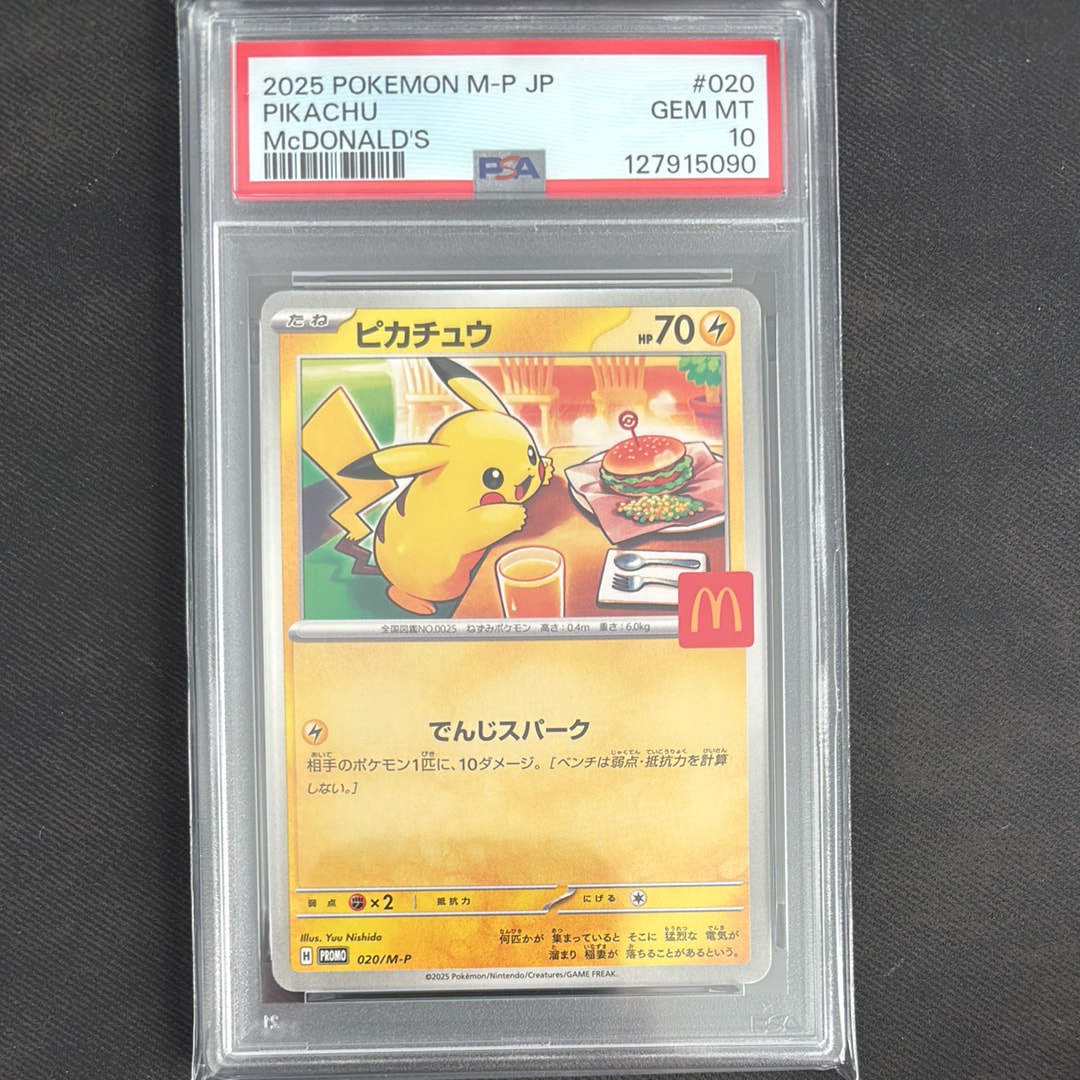 2025 POKEMON M-P JP #020
PIKACHU GEM MT
McDONALD'S 10
PSA 127915090
たね ピカチュウ HP 70
全国図鑑NO.0025 ねずみポケモン 高さ:0.4m 重さ:6.0kg
でんじスパーク
相手のポケモン1匹に、10ダメージ。[ベンチは弱点・抵抗力を計算
しない。]
弱点 ×2 抵抗力 にげる
Illus. Yuu Nishida
何匹かが 集まっていると そこに 猛烈な 電気が
溜まり 稲妻が 落ちることがあるという。
H PROMO 020/M-P
©2025 Pokémon/Nintendo/Creatures/GAME FREAK.